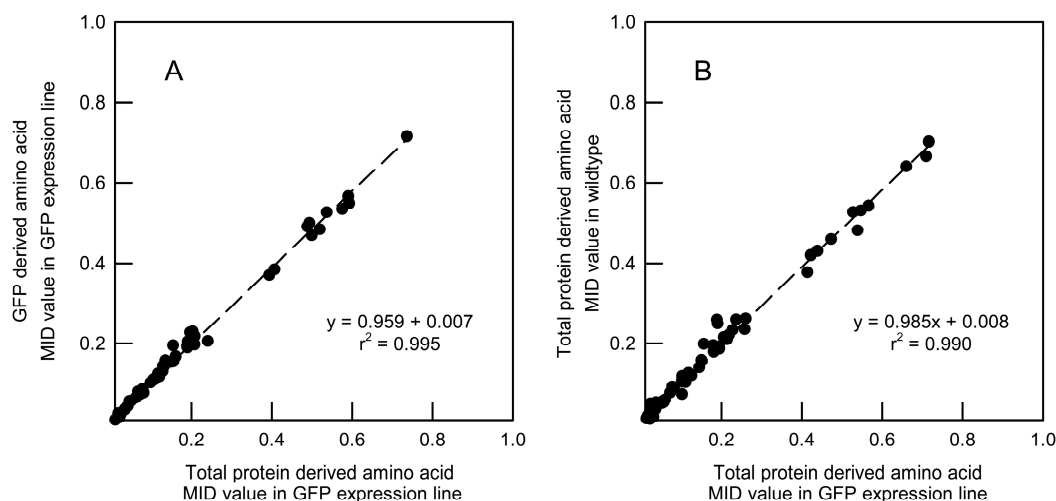 A
GFP derived amino acid
MID value in GFP expression line
1.0
0.8
0.6
0.4
0.2
y = 0.959 + 0.007
r² = 0.995
0.2 0.4 0.6 0.8 1.0
Total protein derived amino acid
MID value in GFP expression line
B
Total protein derived amino acid
MID value in wildtype
1.0
0.8
0.6
0.4
0.2
y = 0.985x + 0.008
r² = 0.990
0.2 0.4 0.6 0.8 1.0
Total protein derived amino acid
MID value in GFP expression line